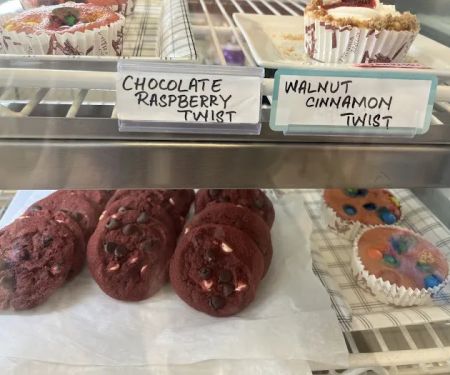 CHOCOLATE
RASPBERRY
TWIST
WALNUT
CINNAMON
TWIST